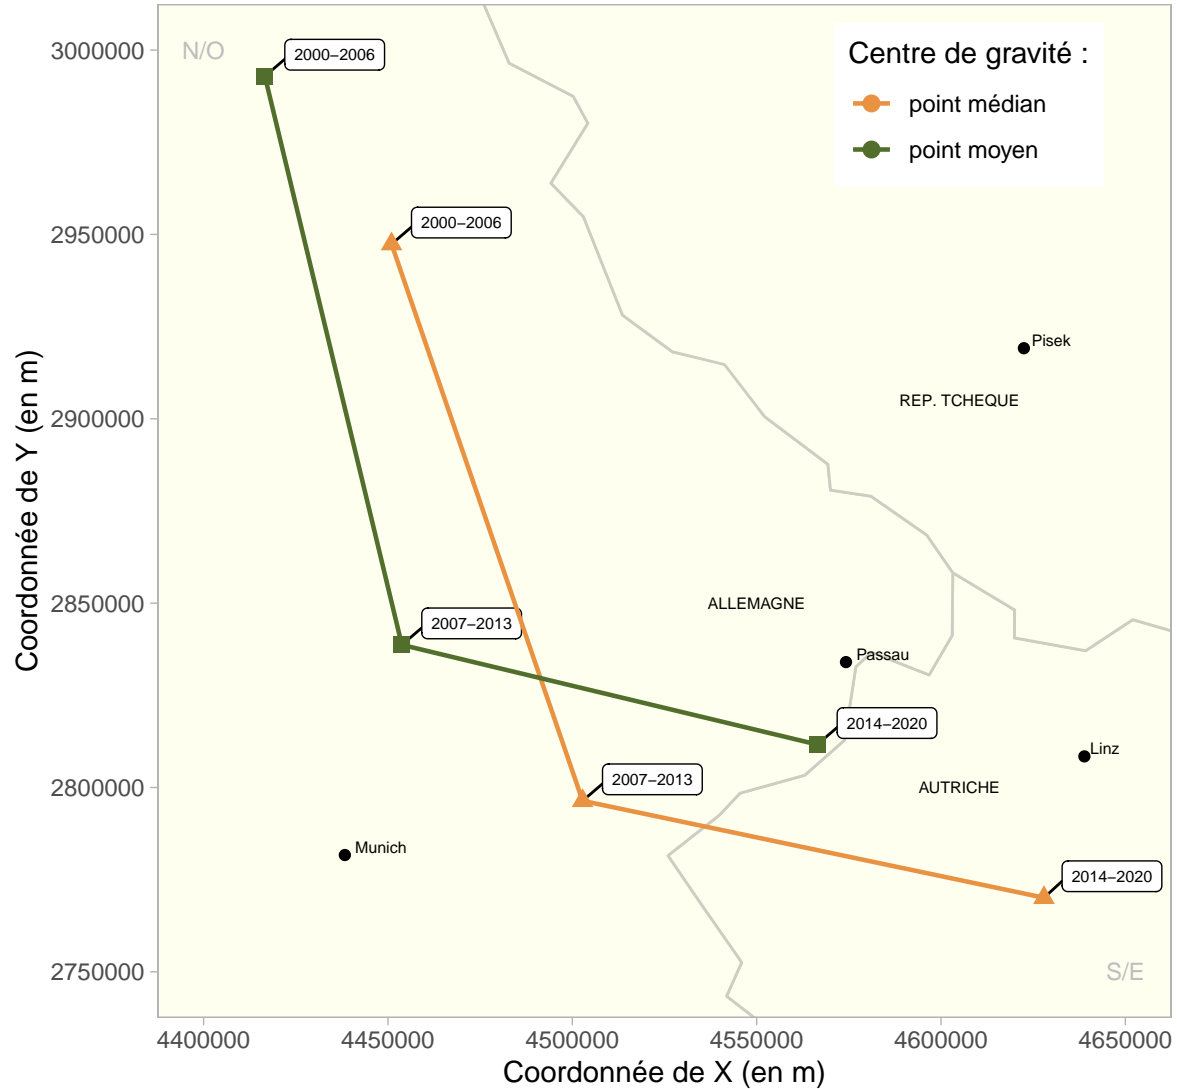 N/O
2000–2006
Centre de gravité :
point médian
point moyen
2000–2006
Pisek
REP. TCHEQUE
ALLEMAGNE
2007–2013
Passau
2014–2020
Linz
2007–2013
AUTRICHE
Munich
2014–2020
S/E
3000000
2950000
2900000
2850000
2800000
2750000
Coordonnée de Y (en m)
4400000
4450000
4500000
4550000
4600000
4650000
Coordonnée de X (en m)